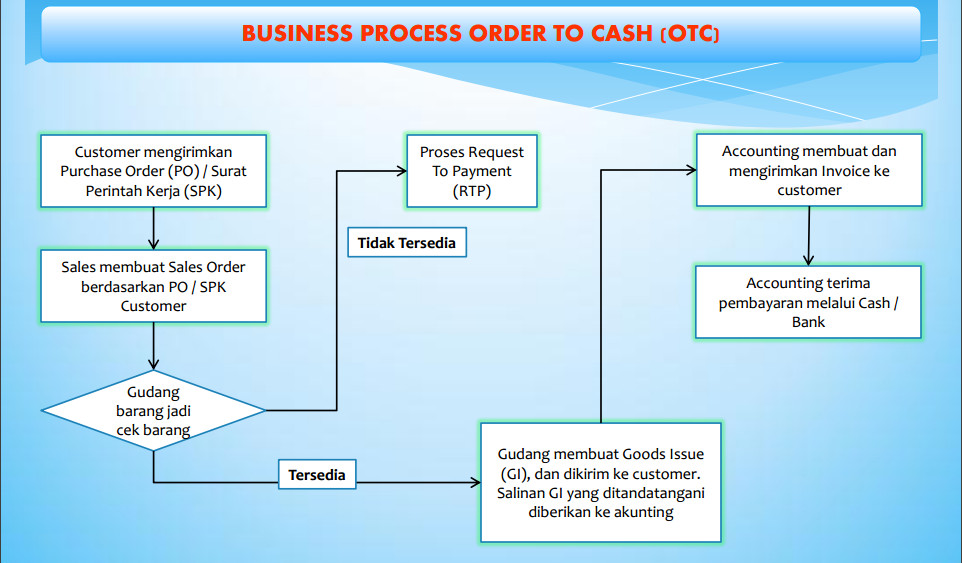 BUSINESS PROCESS ORDER TO CASH (OTC)
Customer mengirimkan
Purchase Order (PO) / Surat
Perintah Kerja (SPK)
Sales membuat Sales Order
berdasarkan PO / SPK
Customer
Gudang
barang jadi
cek barang
Proses Request
To Payment
(RTP)
Tidak Tersedia
Tersedia
Gudang membuat Goods Issue
(GI), dan dikirim ke customer.
Salinan GI yang ditandatangani
diberikan ke akunting
Accounting membuat dan
mengirimkan Invoice ke
customer
Accounting terima
pembayaran melalui Cash /
Bank